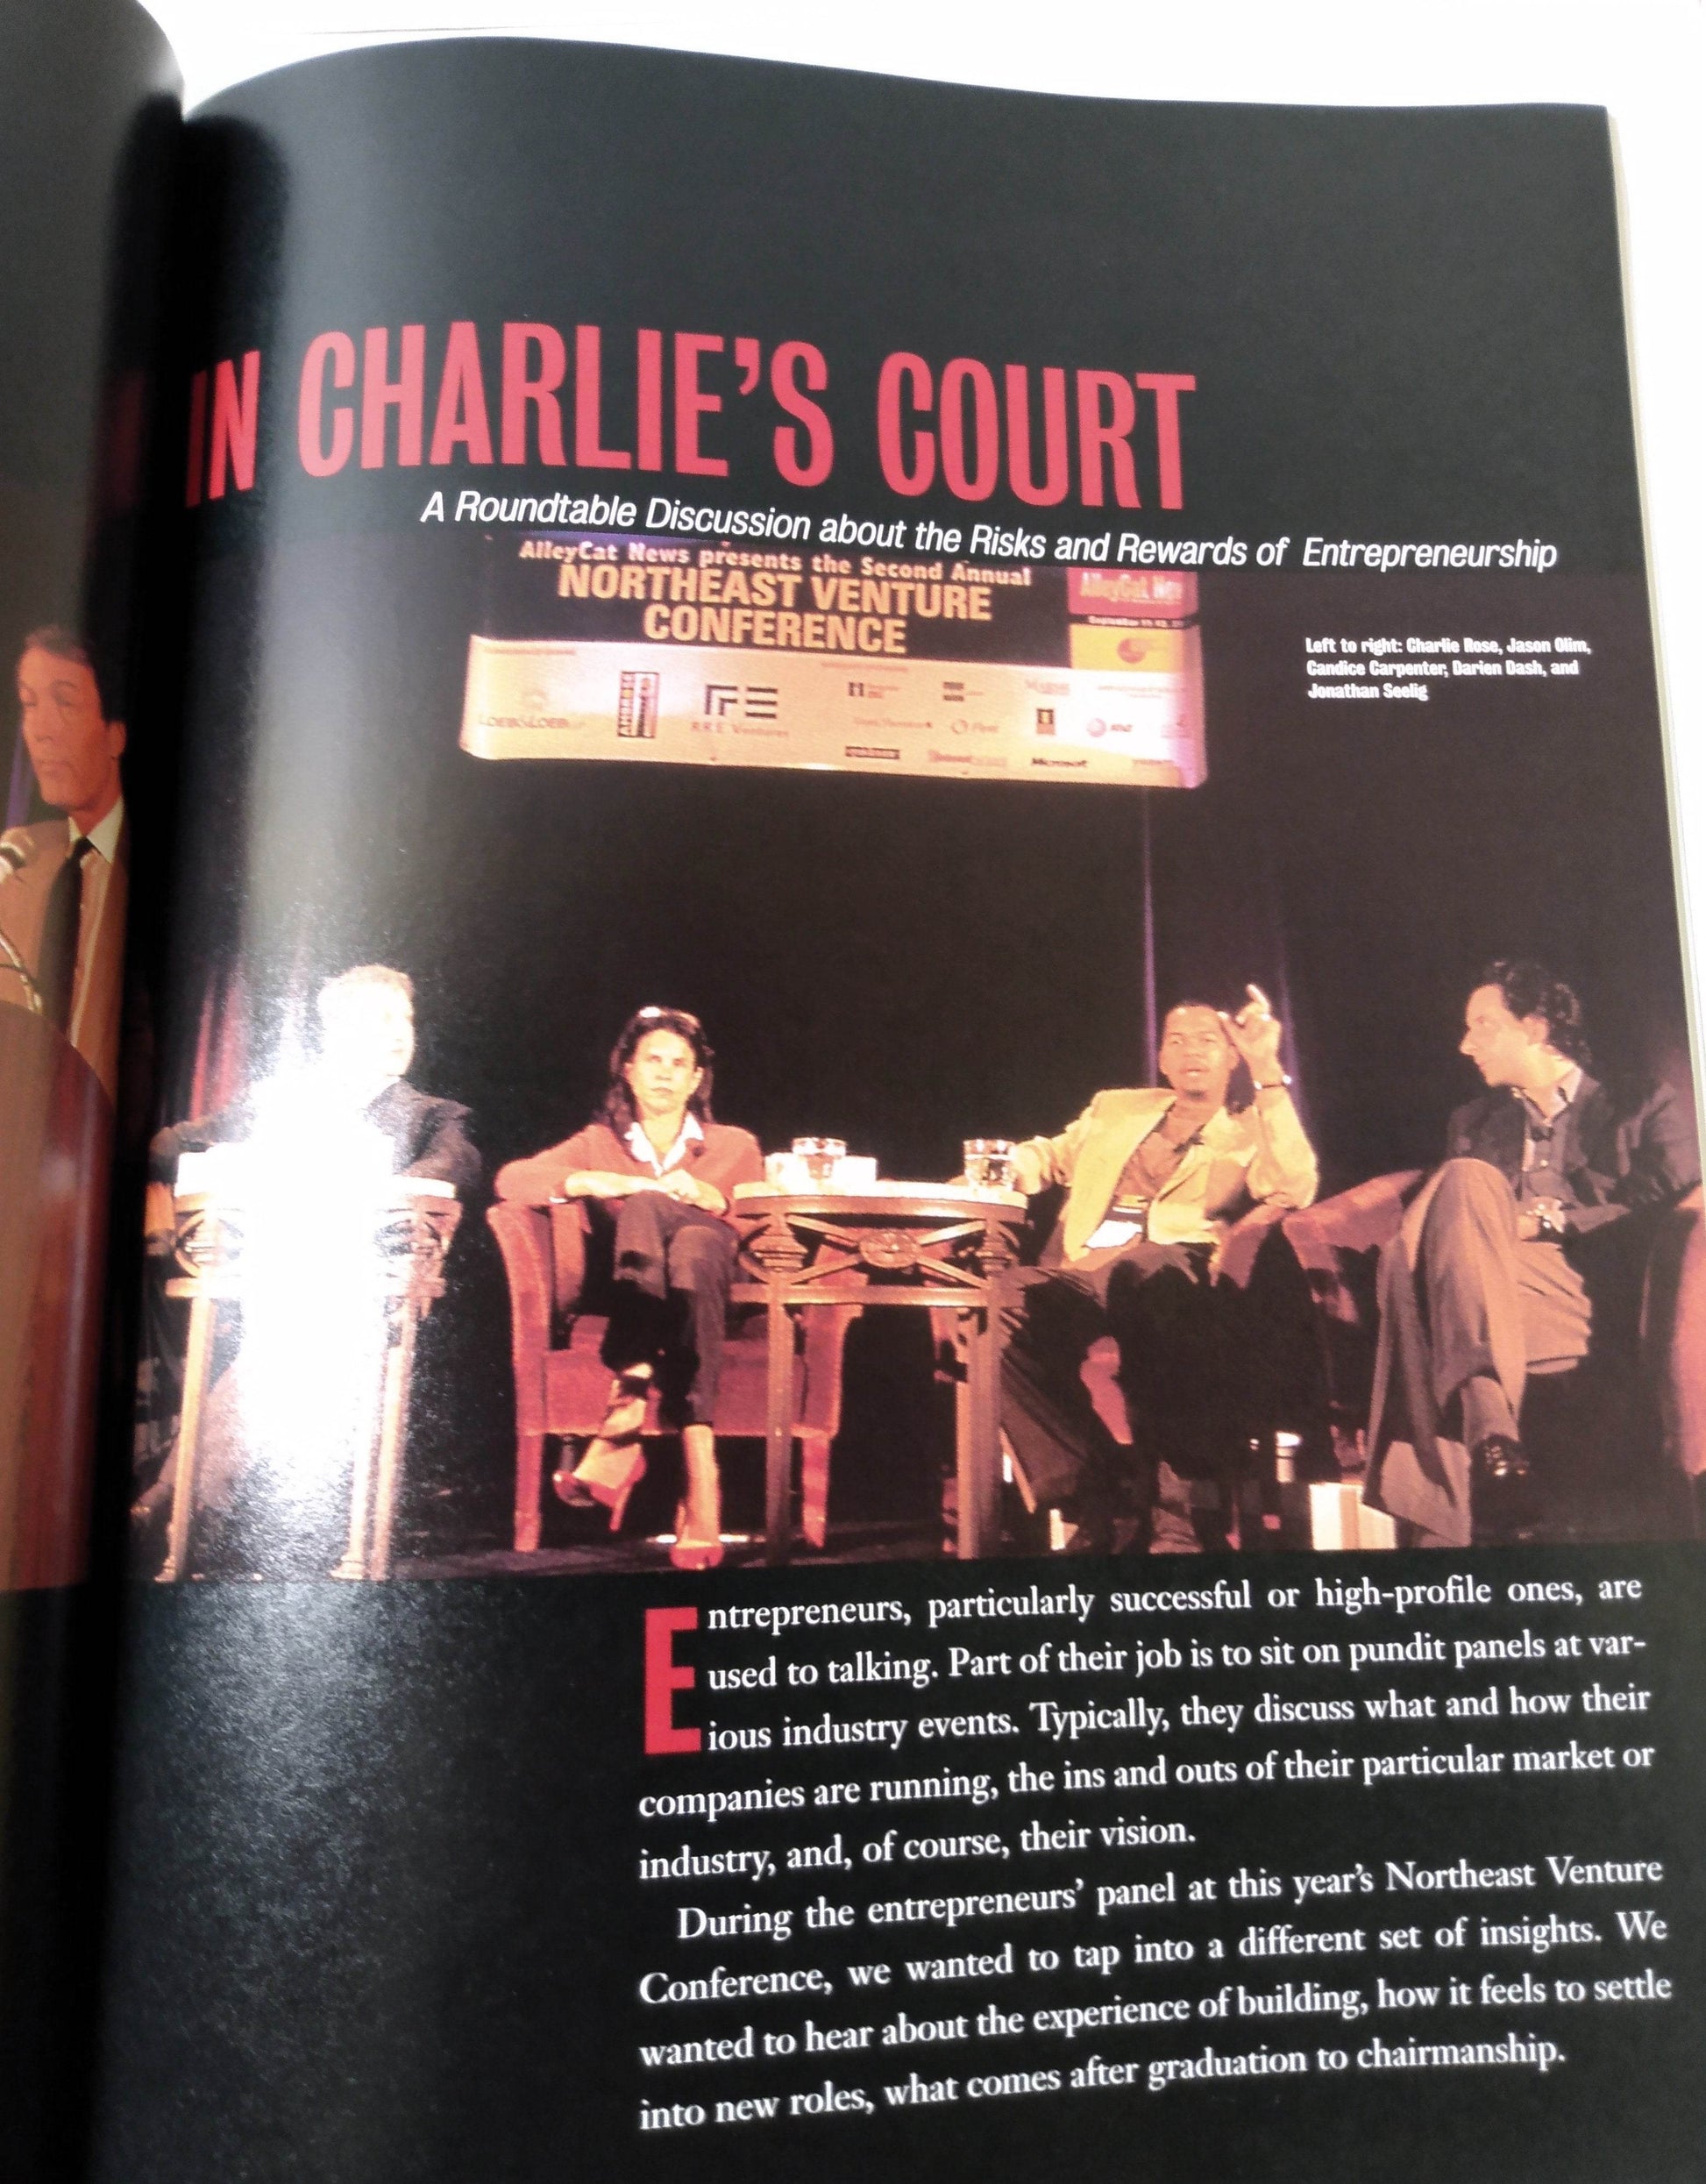 IN CHARLIE'S COURT
A Roundtable Discussion about the Risks and Rewards of Entrepreneurship
AlleyCat News presents the Second Annual
NORTHEAST VENTURE
CONFERENCE
AlleyCat
LOEB&LOEB
RRE Ventures
Microsoft
Left to right: Charlie Rose, Jason Olim,
Candice Carpenter, Darien Dash, and
Jonathan Seelig
Entrepreneurs, particularly successful or high-profile ones, are
used to talking. Part of their job is to sit on pundit panels at var-
ious industry events. Typically, they discuss what and how their
companies are running, the ins and outs of their particular market or
industry, and, of course, their vision.
During the entrepreneurs' panel at this year's Northeast Venture
Conference, we wanted to tap into a different set of insights. We
wanted to hear about the experience of building, how it feels to settle
into new roles, what comes after graduation to chairmanship.